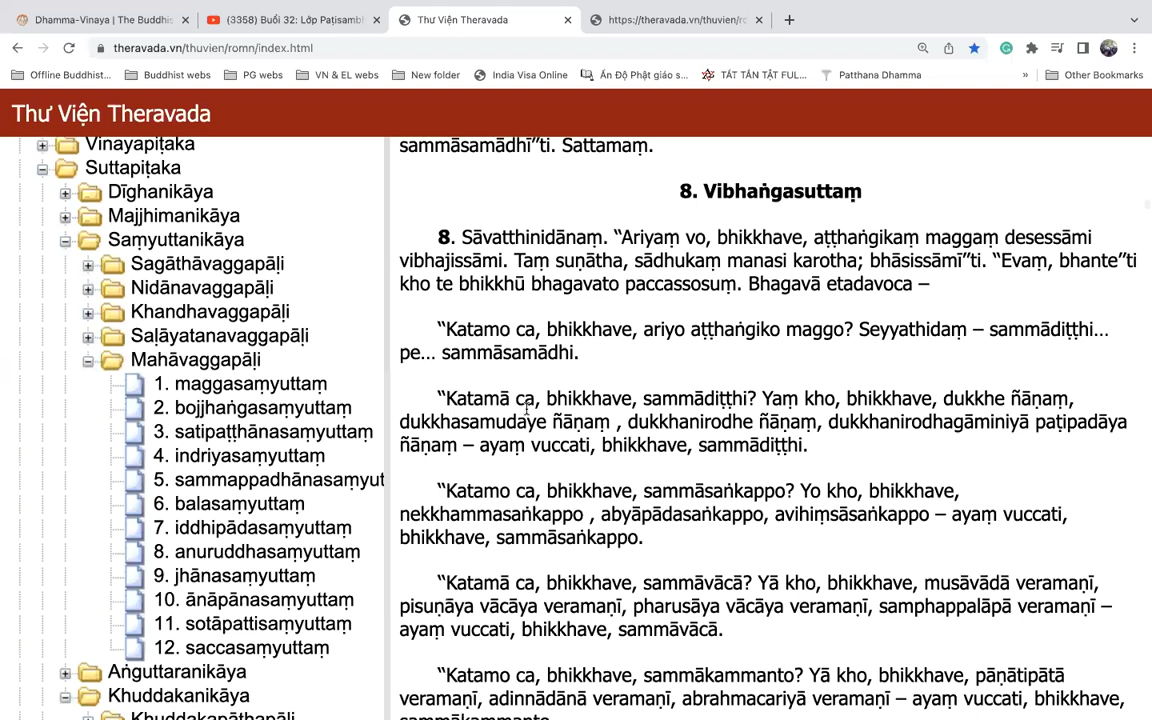 Dhamma-Vinaya | The Buddhis
(3358) Buổi 32: Lớp Paṭisambh
Thư Viện Theravada
https://theravada.vn/thuvien/ro
theravada.vn/thuvien/romn/index.html
Offline Buddhist...
Buddhist webs
PG webs
VN & EL webs
New folder
India Visa Online
Ấn Độ Phật giáo s...
TẤT TẦN TẬT FUL...
Patthana Dhamma
»
Other Bookmarks
Thư Viện Theravada
Vinayapiṭaka
Suttapiṭaka
Dīghanikāya
Majjhimanikāya
Saṃyuttanikāya
Sagāthāvaggapāḷi
Nidānavaggapāḷi
Khandhavaggapāḷi
Saḷāyatanavaggapāḷi
Mahāvaggapāḷi
1. maggasaṃyuttaṃ
2. bojjhaṅgasaṃyuttaṃ
3. satipaṭṭhānasaṃyuttaṃ
4. indriyasaṃyuttaṃ
5. sammappadhānasaṃyut
6. balasaṃyuttaṃ
7. iddhipādasaṃyuttaṃ
8. anuruddhasaṃyuttaṃ
9. jhānasaṃyuttaṃ
10. ānāpānasaṃyuttaṃ
11. sotāpattisaṃyuttaṃ
12. saccasaṃyuttaṃ
Aṅguttaranikāya
Khuddakanikāya
Khuddakapāṭhapāḷi
sammāsamādhī”ti. Sattamaṃ.
8. Vibhaṅgasuttaṃ
8. Sāvatthinidānaṃ. “Ariyaṃ vo, bhikkhave, aṭṭhaṅgikaṃ maggaṃ desessāmi
vibhajissāmi. Taṃ suṇātha, sādhukaṃ manasi karotha; bhāsissāmī”ti. “Evaṃ, bhante”ti
kho te bhikkhū bhagavato paccassosuṃ. Bhagavā etadavoca –
“Katamo ca, bhikkhave, ariyo aṭṭhaṅgiko maggo? Seyyathidaṃ – sammādiṭṭhi…
pe… sammāsamādhi.
“Katamā ca, bhikkhave, sammādiṭṭhi? Yaṃ kho, bhikkhave, dukkhe ñāṇaṃ,
dukkhasamudaye ñāṇaṃ , dukkhanirodhe ñāṇaṃ, dukkhanirodhagāminiyā paṭipadāya
ñāṇaṃ – ayaṃ vuccati, bhikkhave, sammādiṭṭhi.
“Katamo ca, bhikkhave, sammāsaṅkappo? Yo kho, bhikkhave,
nekkhammasaṅkappo , abyāpādasaṅkappo, avihiṃsāsaṅkappo – ayaṃ vuccati,
bhikkhave, sammāsaṅkappo.
“Katamā ca, bhikkhave, sammāvācā? Yā kho, bhikkhave, musāvādā veramaṇī,
pisuṇāya vācāya veramaṇī, pharusāya vācāya veramaṇī, samphappalāpā veramaṇī –
ayaṃ vuccati, bhikkhave, sammāvācā.
“Katamo ca, bhikkhave, sammākammanto? Yā kho, bhikkhave, pāṇātipātā
veramaṇī, adinnādānā veramaṇī, abrahmacariyā veramaṇī – ayaṃ vuccati, bhikkhave,
sammākammanto.